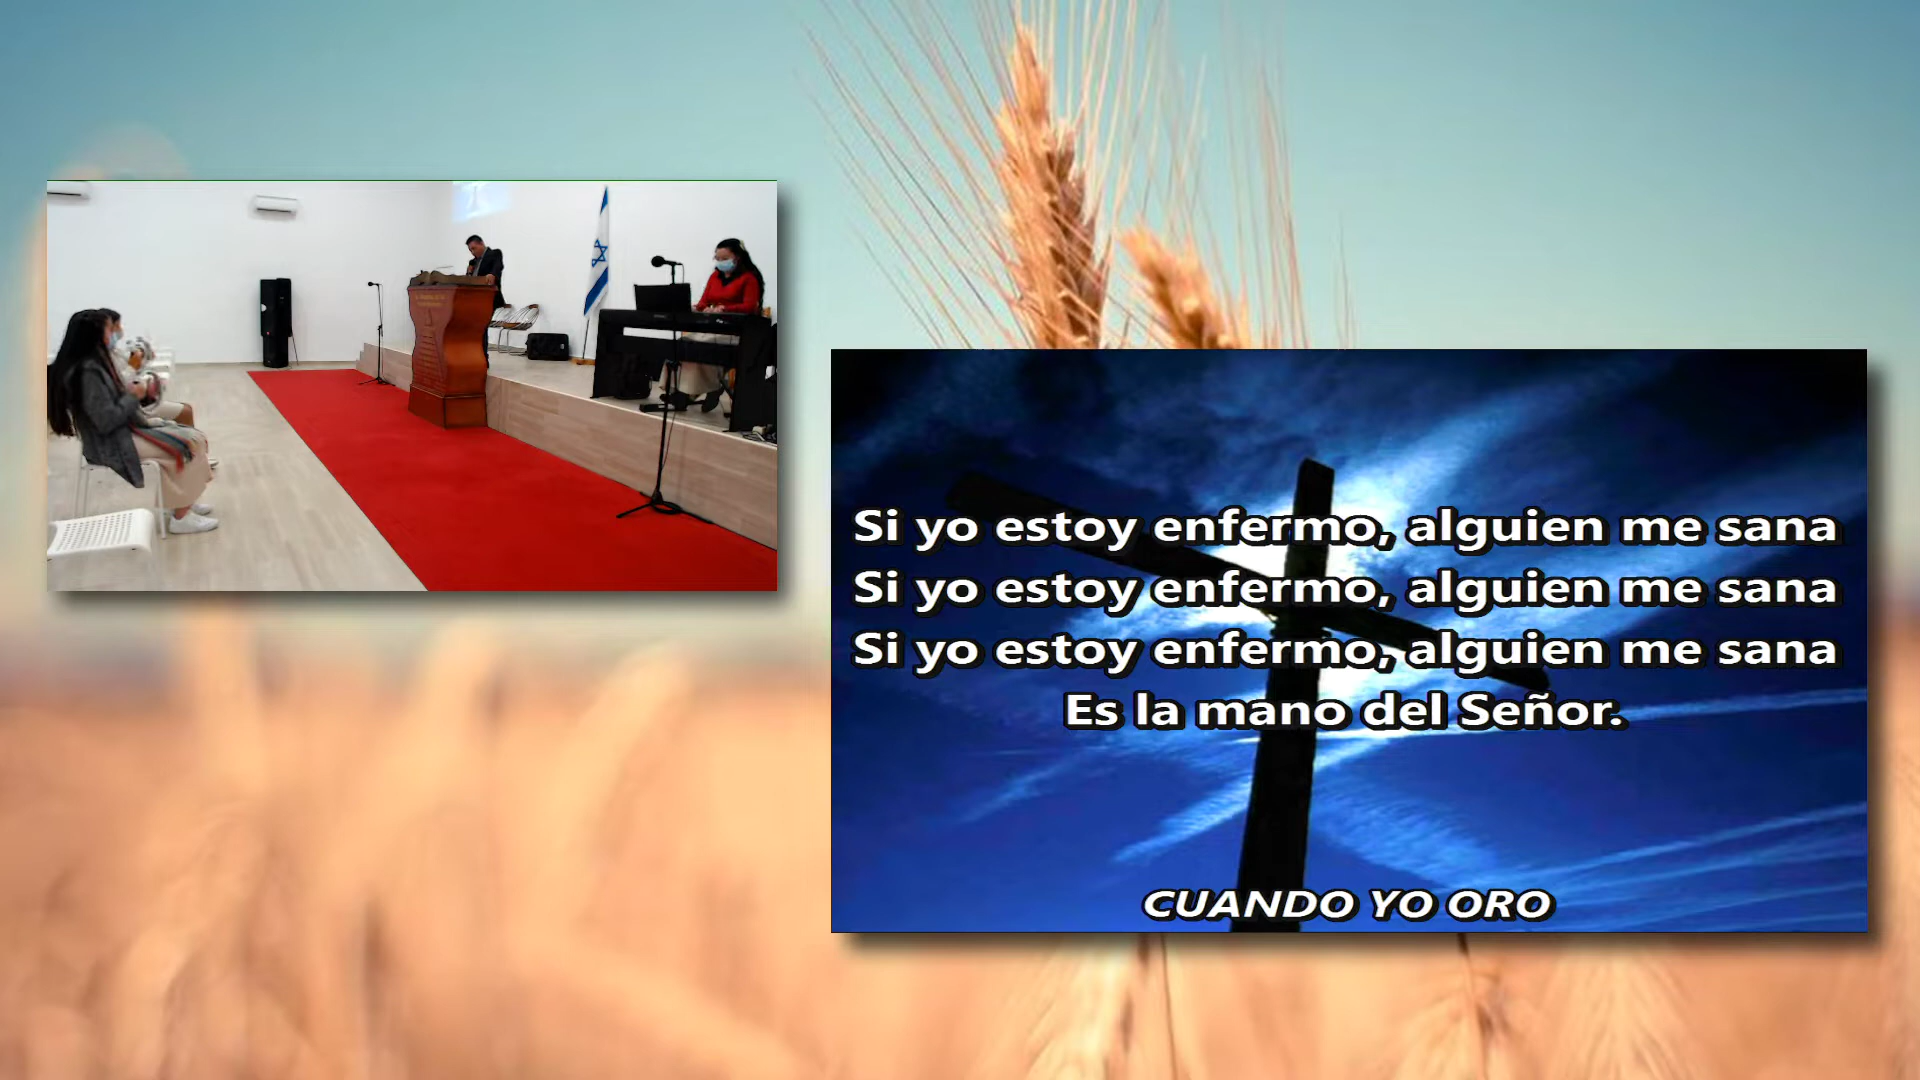 Si yo estoy enfermo, alguien me sana
Si yo estoy enfermo, alguien me sana
Si yo estoy enfermo, alguien me sana
Es la mano del Señor.
CUANDO YO ORO